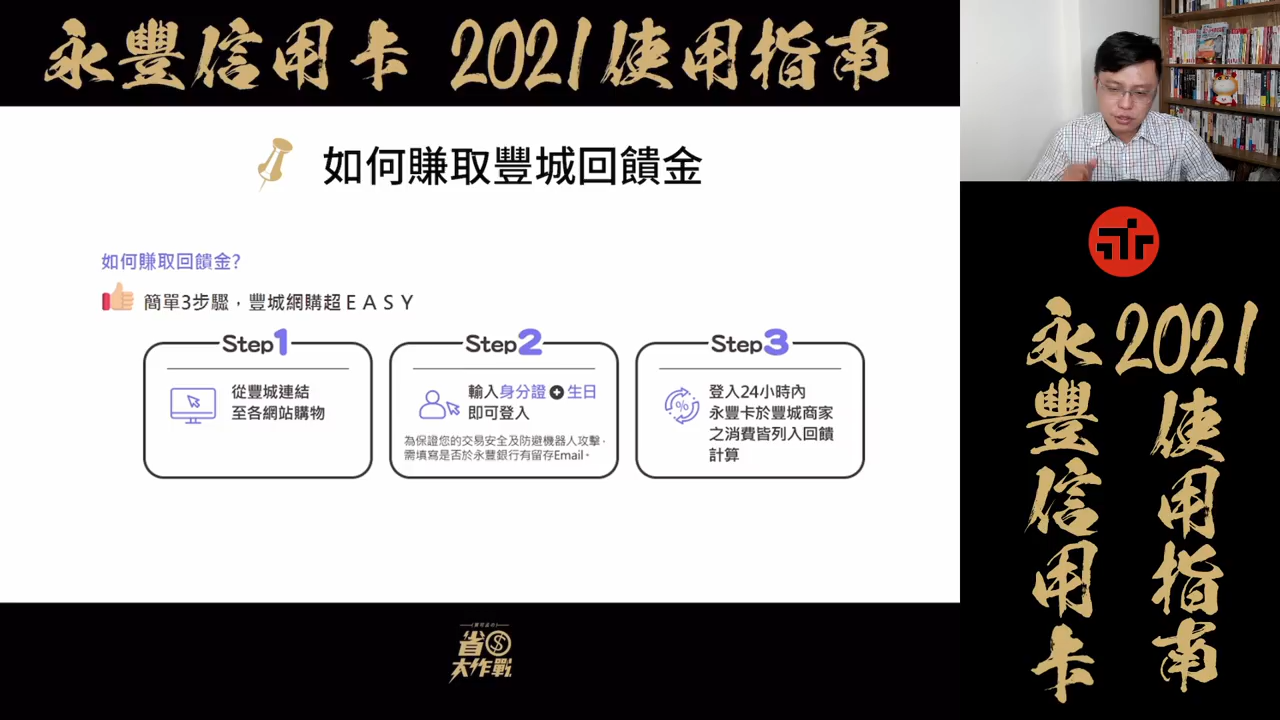 永豐信用卡 2021使用指南
如何賺取豐城回饋金
如何賺取回饋金?
簡單3步驟，豐城網購超ＥＡＳＹ
Step1
從豐城連結
至各網站購物
Step2
輸入身分證+生日
即可登入
為保證您的交易安全及防避機器人攻擊，
需填寫是否於永豐銀行有留存Email。
Step3
%
登入24小時內
永豐卡於豐城商家
之消費皆列入回饋
計算
省$
大作戰
2021使用指南
永豐信用卡